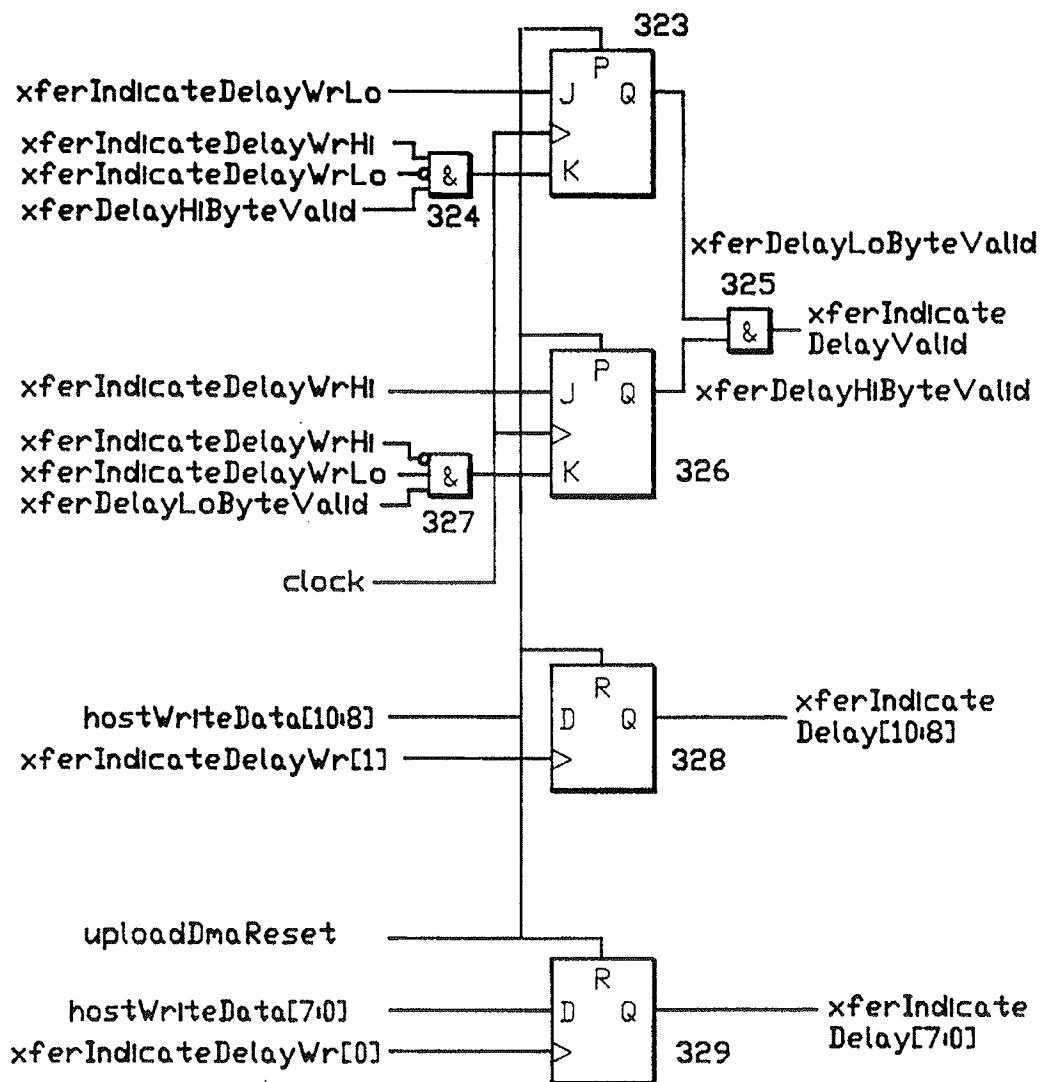 323
P
J Q
K
xferIndicateDelayWrLo
xferIndicateDelayWrHi
xferIndicateDelayWrLo
xferDelayHiByteValid
&
324
xferDelayLoByteValid
325
&
xferIndicate
DelayValid
P
J Q
K
xferIndicateDelayWrHi
xferDelayHiByteValid
xferIndicateDelayWrHi
xferIndicateDelayWrLo
xferDelayLoByteValid
&
327
326
clock
R
D Q
hostWriteData[10:8]
xferIndicateDelayWr[1]
328
xferIndicate
Delay[10:8]
uploadDmaReset
R
D Q
hostWriteData[7:0]
xferIndicateDelayWr[0]
329
xferIndicate
Delay[7:0]